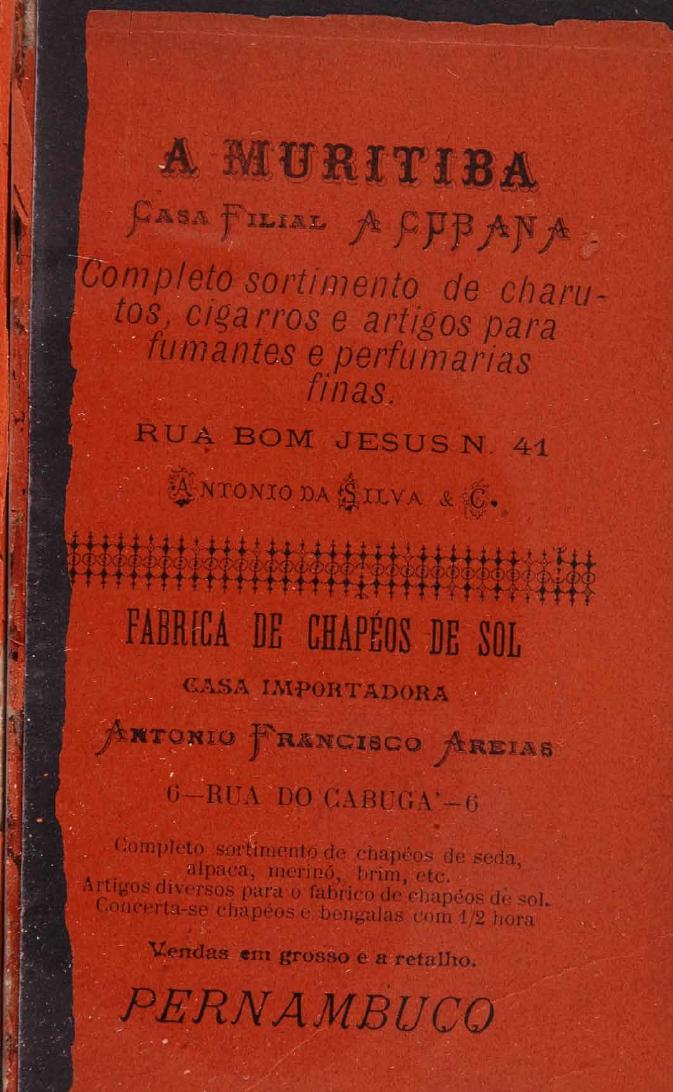 A MURITIBA
CASA FILIAL A CUBANA
Completo sortimento de charu-
tos, cigarros e artigos para
fumantes e perfumarias
finas.
RUA BOM JESUS N. 41
ANTONIO DA SILVA & C.
FABRICA DE CHAPÉOS DE SOL
CASA IMPORTADORA
ANTONIO FRANCISCO AREIAS
6—RUA DO CABUGA'—6
Completo sortimento de chapéos de seda,
alpaca, merinó, brim, etc.
Artigos diversos para o fabrico de chapéos de sol.
Concerta-se chapéos e bengalas com 1/2 hora
Vendas em grosso e a retalho.
PERNAMBUCO